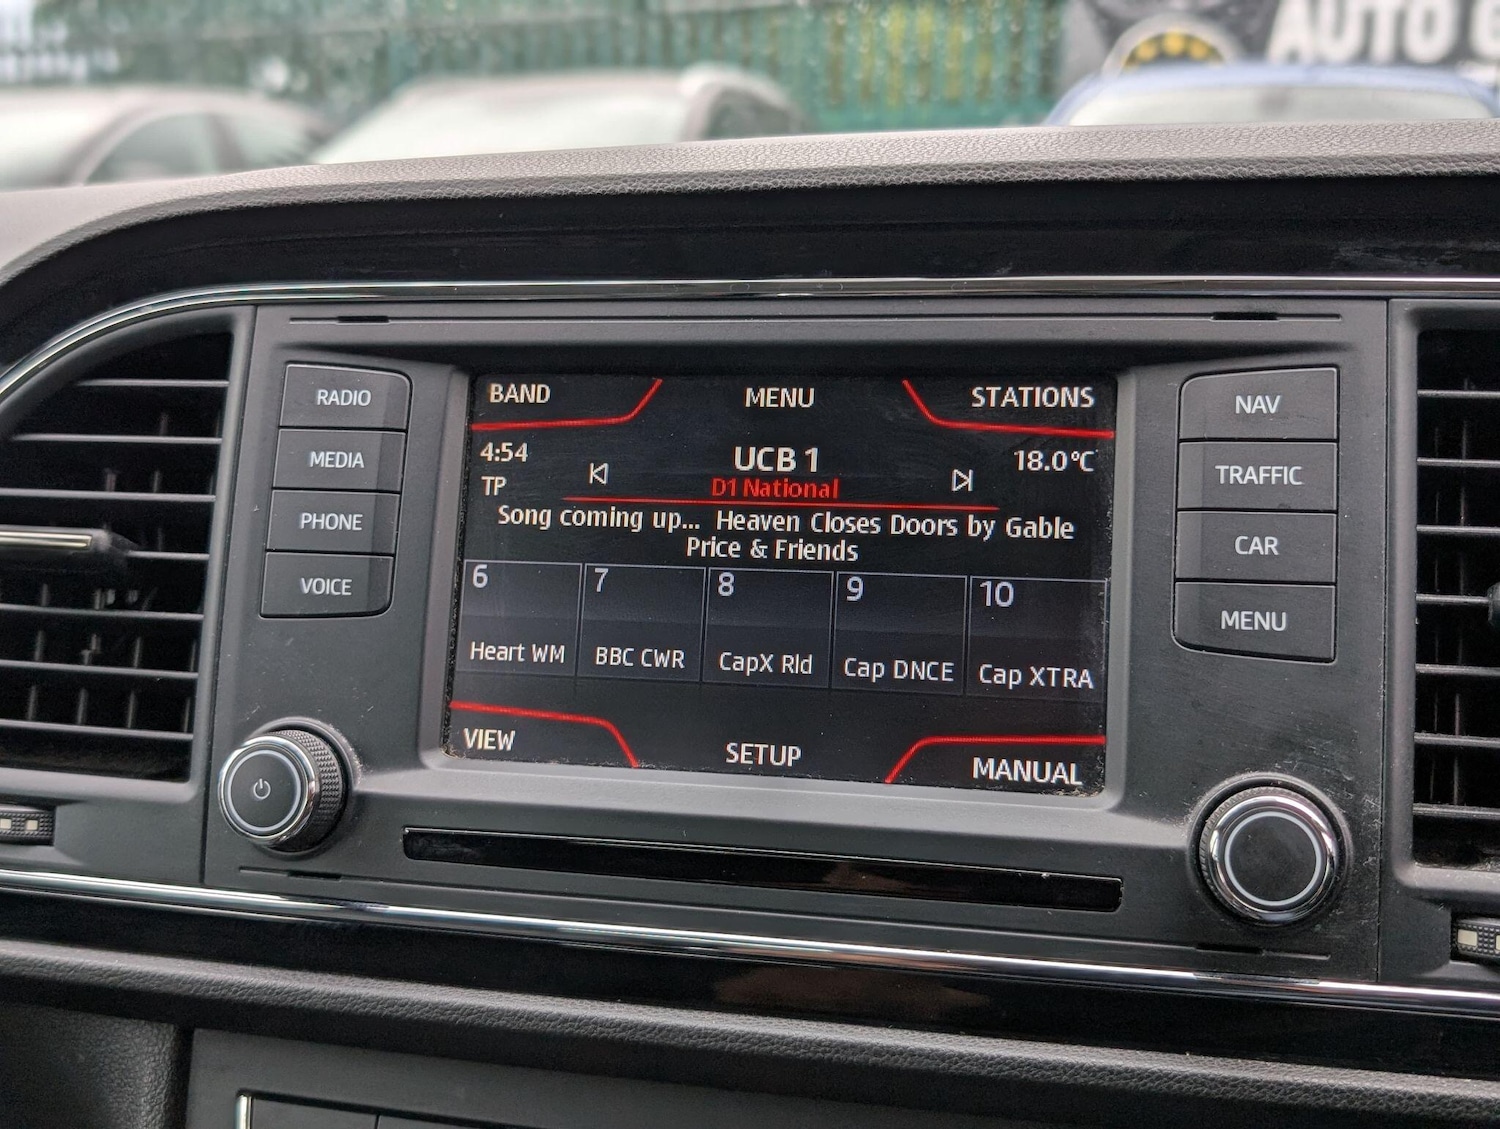 AUTO G
RADIO
MEDIA
PHONE
VOICE
BAND
MENU
STATIONS
4:54
TP
UCB 1
D1 National
18.0°C
Song coming up... Heaven Closes Doors by Gable
Price & Friends
6
7
8
9
10
Heart WM
BBC CWR
CapX Rld
Cap DNCE
Cap XTRA
VIEW
SETUP
MANUAL
NAV
TRAFFIC
CAR
MENU